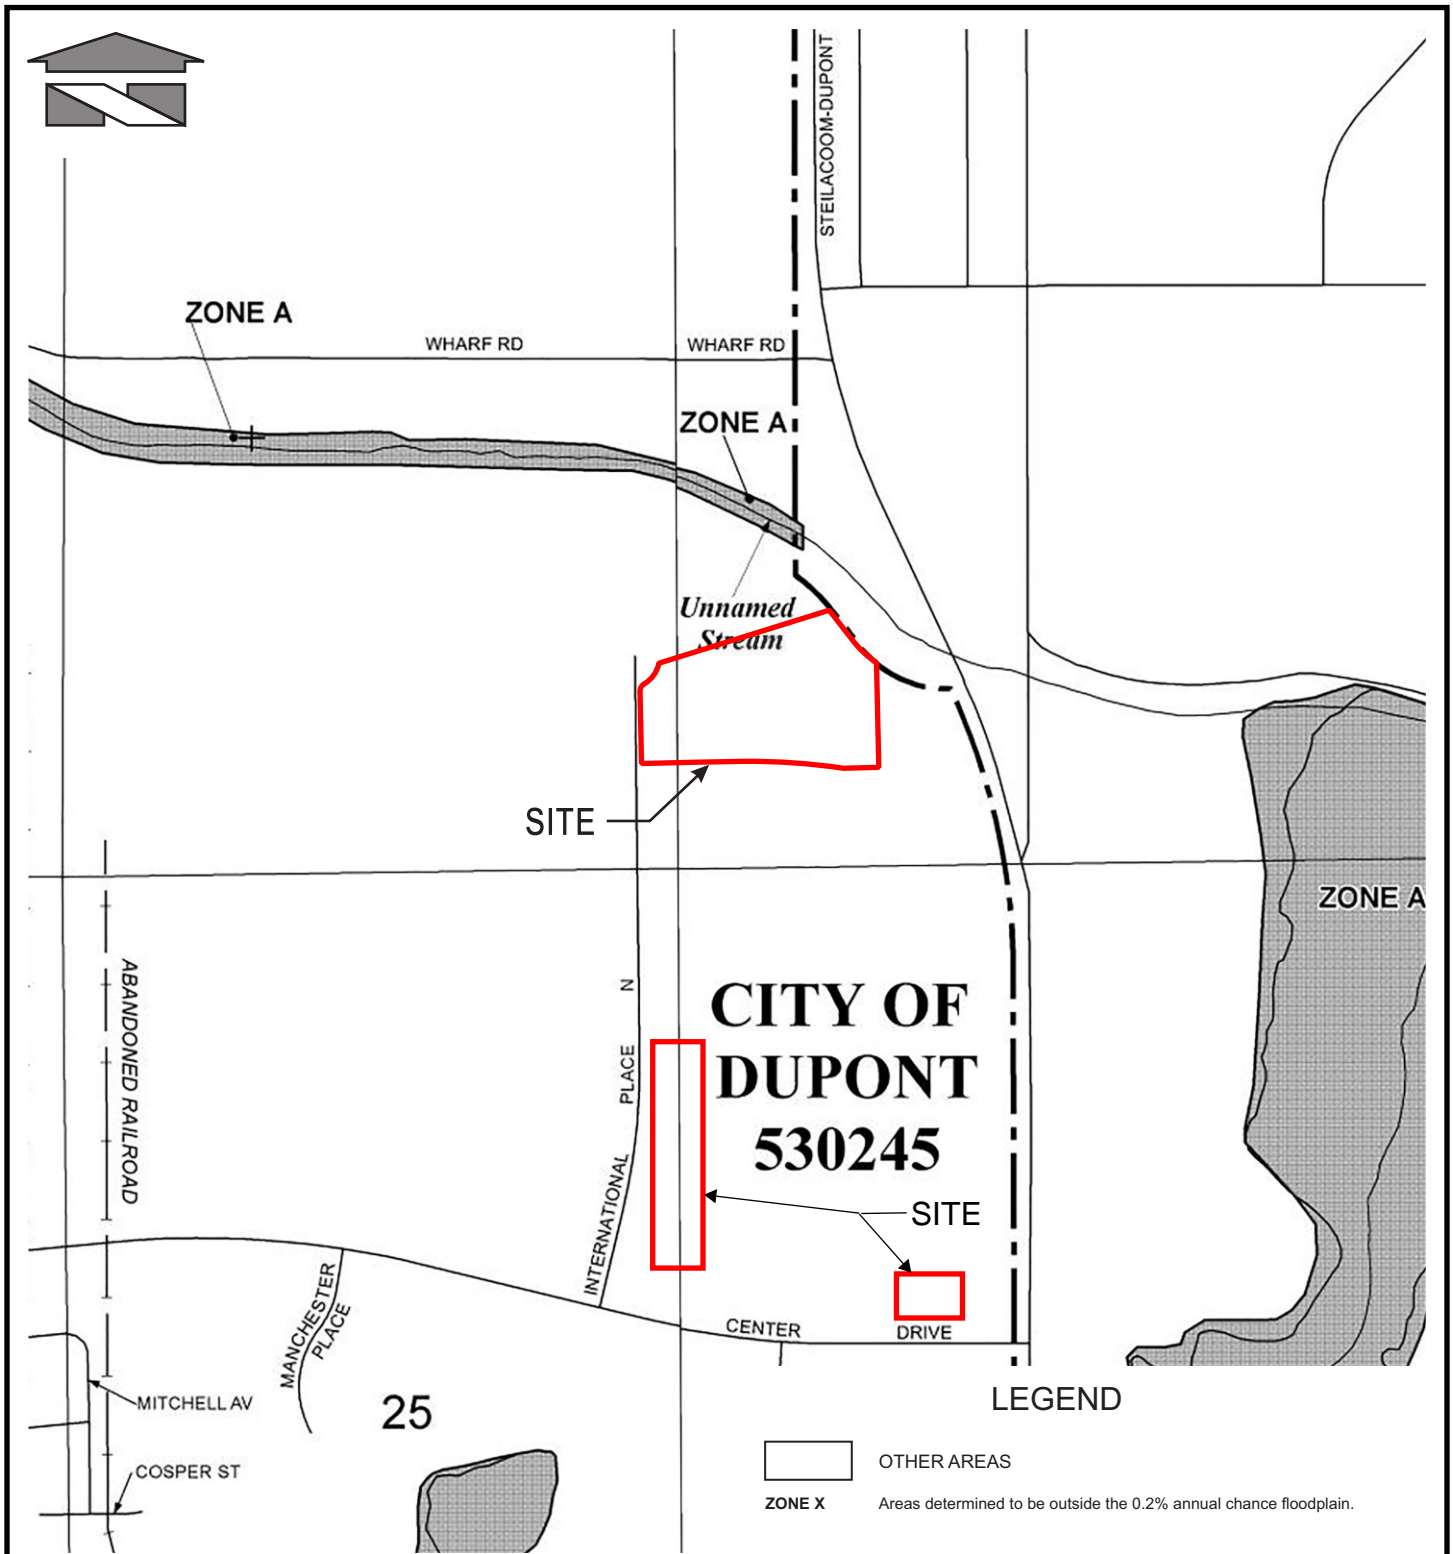 STEILACOOM-DUPONT
ZONE A
WHARF RD
WHARF RD
ZONE A
Unnamed
Stream
SITE
ZONE A
ABANDONED RAILROAD
INTERNATIONAL PLACE N
CITY OF
DUPONT
530245
SITE
MANCHESTER
PLACE
CENTER DRIVE
MITCHELL AV
25
COSPER ST
LEGEND
OTHER AREAS
ZONE X Areas determined to be outside the 0.2% annual chance floodplain.